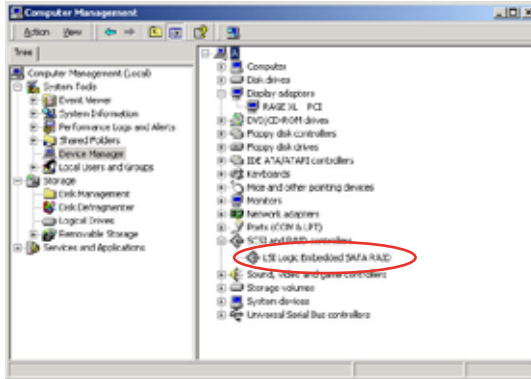 Computer Management
Action View
Tree
Computer Management (Local)
System Tools
Event Viewer
System Information
Performance Logs and Alerts
Shared Folders
Device Manager
Local Users and Groups
Storage
Disk Management
Disk Defragmenter
Logical Drives
Removable Storage
Services and Applications
Computer
Disk drives
Display adapters
RAGE XL PCI
DVD/CD-ROM drives
Floppy disk controllers
Floppy disk drives
IDE ATA/ATAPI controllers
Keyboards
Mice and other pointing devices
Monitors
Network adapters
Ports (COM & LPT)
SCSI and RAID controllers
LSI Logic Embedded SATA RAID
Sound, video and game controllers
Storage volumes
System devices
Universal Serial Bus controllers